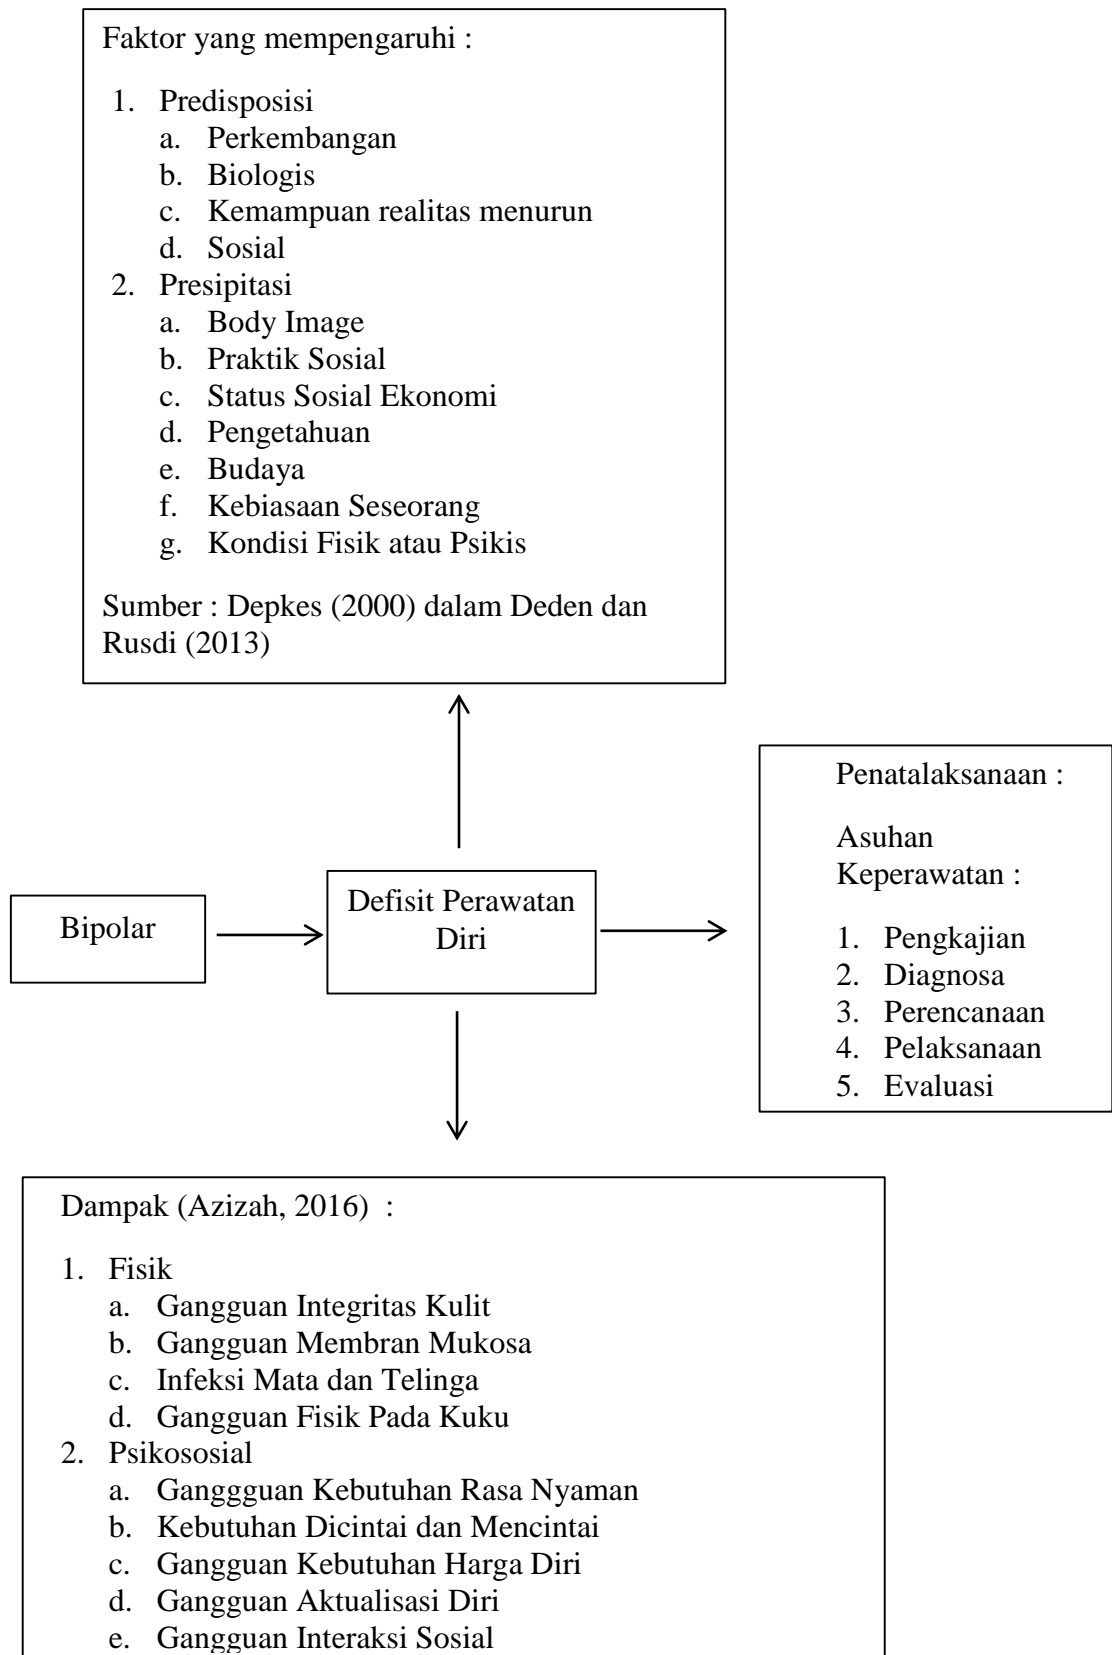 Faktor yang mempengaruhi :
1. Predisposisi
a. Perkembangan
b. Biologis
c. Kemampuan realitas menurun
d. Sosial
2. Presipitasi
a. Body Image
b. Praktik Sosial
c. Status Sosial Ekonomi
d. Pengetahuan
e. Budaya
f. Kebiasaan Seseorang
g. Kondisi Fisik atau Psikis
Sumber : Depkes (2000) dalam Deden dan
Rusdi (2013)
Bipolar
Defisit Perawatan
Diri
Penatalaksanaan :
Asuhan
Keperawatan :
1. Pengkajian
2. Diagnosa
3. Perencanaan
4. Pelaksanaan
5. Evaluasi
Dampak (Azizah, 2016) :
1. Fisik
a. Gangguan Integritas Kulit
b. Gangguan Membran Mukosa
c. Infeksi Mata dan Telinga
d. Gangguan Fisik Pada Kuku
2. Psikososial
a. Ganggguan Kebutuhan Rasa Nyaman
b. Kebutuhan Dicintai dan Mencintai
c. Gangguan Kebutuhan Harga Diri
d. Gangguan Aktualisasi Diri
e. Gangguan Interaksi Sosial